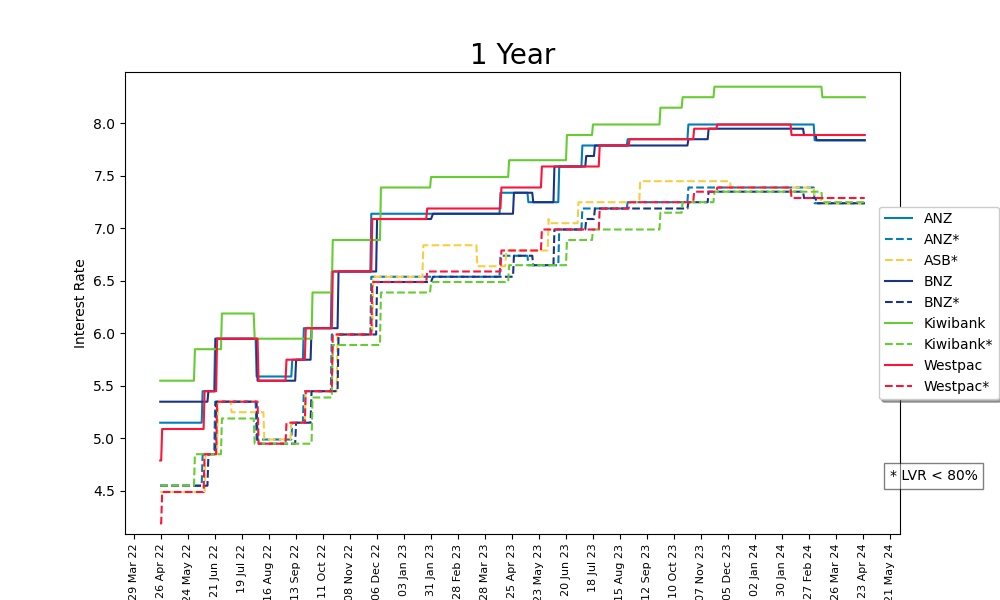 1 Year
Interest Rate
8.0
7.5
7.0
6.5
6.0
5.5
5.0
4.5
29 Mar 22
26 Apr 22
24 May 22
21 Jun 22
19 Jul 22
16 Aug 22
13 Sep 22
11 Oct 22
08 Nov 22
06 Dec 22
03 Jan 23
31 Jan 23
28 Feb 23
28 Mar 23
25 Apr 23
23 May 23
20 Jun 23
18 Jul 23
15 Aug 23
12 Sep 23
10 Oct 23
07 Nov 23
05 Dec 23
02 Jan 24
30 Jan 24
27 Feb 24
26 Mar 24
23 Apr 24
21 May 24
ANZ
ANZ*
ASB*
BNZ
BNZ*
Kiwibank
Kiwibank*
Westpac
Westpac*
* LVR < 80%